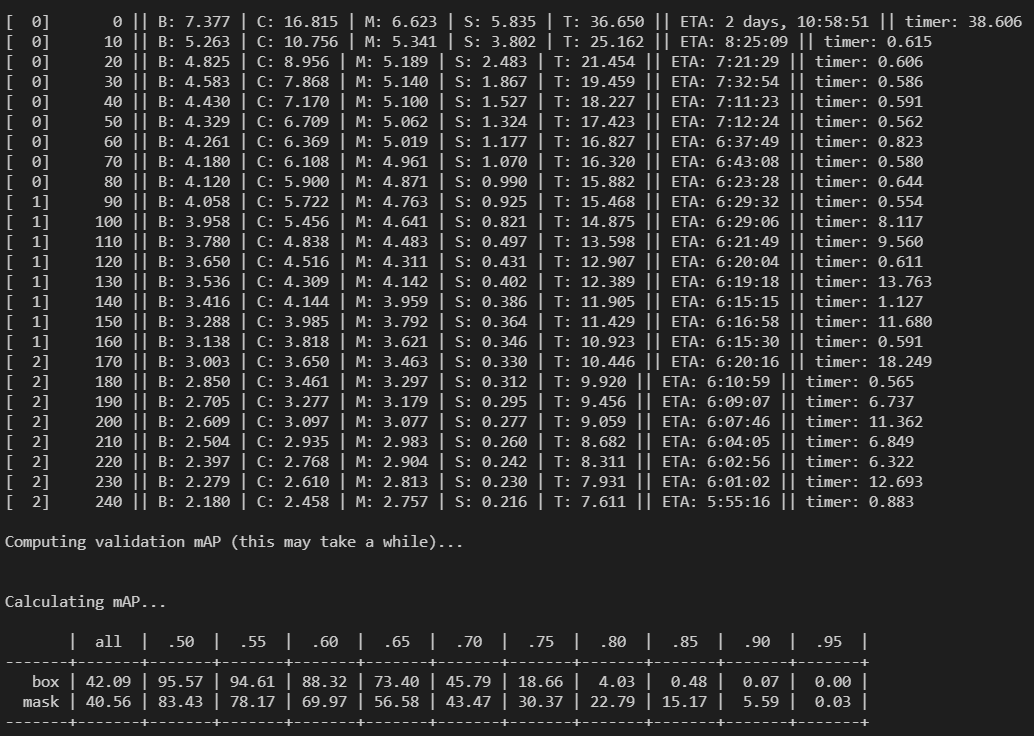 [  0]       0 || B: 7.377 | C: 16.815 | M: 6.623 | S: 5.835 | T: 36.650 || ETA: 2 days, 10:58:51 || timer: 38.606
[  0]      10 || B: 5.263 | C: 10.756 | M: 5.341 | S: 3.802 | T: 25.162 || ETA: 8:25:09 || timer: 0.615
[  0]      20 || B: 4.825 | C: 8.956 | M: 5.189 | S: 2.483 | T: 21.454 || ETA: 7:21:29 || timer: 0.606
[  0]      30 || B: 4.583 | C: 7.868 | M: 5.140 | S: 1.867 | T: 19.459 || ETA: 7:32:54 || timer: 0.586
[  0]      40 || B: 4.430 | C: 7.170 | M: 5.100 | S: 1.527 | T: 18.227 || ETA: 7:11:23 || timer: 0.591
[  0]      50 || B: 4.329 | C: 6.709 | M: 5.062 | S: 1.324 | T: 17.423 || ETA: 7:12:24 || timer: 0.562
[  0]      60 || B: 4.261 | C: 6.369 | M: 5.019 | S: 1.177 | T: 16.827 || ETA: 6:37:49 || timer: 0.823
[  0]      70 || B: 4.180 | C: 6.108 | M: 4.961 | S: 1.070 | T: 16.320 || ETA: 6:43:08 || timer: 0.580
[  0]      80 || B: 4.120 | C: 5.900 | M: 4.871 | S: 0.990 | T: 15.882 || ETA: 6:23:28 || timer: 0.644
[  1]      90 || B: 4.058 | C: 5.722 | M: 4.763 | S: 0.925 | T: 15.468 || ETA: 6:29:32 || timer: 0.554
[  1]     100 || B: 3.958 | C: 5.456 | M: 4.641 | S: 0.821 | T: 14.875 || ETA: 6:29:06 || timer: 8.117
[  1]     110 || B: 3.780 | C: 4.838 | M: 4.483 | S: 0.497 | T: 13.598 || ETA: 6:21:49 || timer: 9.560
[  1]     120 || B: 3.650 | C: 4.516 | M: 4.311 | S: 0.431 | T: 12.907 || ETA: 6:20:04 || timer: 0.611
[  1]     130 || B: 3.536 | C: 4.309 | M: 4.142 | S: 0.402 | T: 12.389 || ETA: 6:19:18 || timer: 13.763
[  1]     140 || B: 3.416 | C: 4.144 | M: 3.959 | S: 0.386 | T: 11.905 || ETA: 6:15:15 || timer: 1.127
[  1]     150 || B: 3.288 | C: 3.985 | M: 3.792 | S: 0.364 | T: 11.429 || ETA: 6:16:58 || timer: 11.680
[  1]     160 || B: 3.138 | C: 3.818 | M: 3.621 | S: 0.346 | T: 10.923 || ETA: 6:15:30 || timer: 0.591
[  2]     170 || B: 3.003 | C: 3.650 | M: 3.463 | S: 0.330 | T: 10.446 || ETA: 6:20:16 || timer: 18.249
[  2]     180 || B: 2.850 | C: 3.461 | M: 3.297 | S: 0.312 | T: 9.920 || ETA: 6:10:59 || timer: 0.565
[  2]     190 || B: 2.705 | C: 3.277 | M: 3.179 | S: 0.295 | T: 9.456 || ETA: 6:09:07 || timer: 6.737
[  2]     200 || B: 2.609 | C: 3.097 | M: 3.077 | S: 0.277 | T: 9.059 || ETA: 6:07:46 || timer: 11.362
[  2]     210 || B: 2.504 | C: 2.935 | M: 2.983 | S: 0.260 | T: 8.682 || ETA: 6:04:05 || timer: 6.849
[  2]     220 || B: 2.397 | C: 2.768 | M: 2.904 | S: 0.242 | T: 8.311 || ETA: 6:02:56 || timer: 6.322
[  2]     230 || B: 2.279 | C: 2.610 | M: 2.813 | S: 0.230 | T: 7.931 || ETA: 6:01:02 || timer: 12.693
[  2]     240 || B: 2.180 | C: 2.458 | M: 2.757 | S: 0.216 | T: 7.611 || ETA: 5:55:16 || timer: 0.883
Computing validation mAP (this may take a while)...
Calculating mAP...
       |  all  |  .50  |  .55  |  .60  |  .65  |  .70  |  .75  |  .80  |  .85  |  .90  |  .95  |
-------+-------+-------+-------+-------+-------+-------+-------+-------+-------+-------+-------+
   box | 42.09 | 95.57 | 94.61 | 88.32 | 73.40 | 45.79 | 18.66 |  4.03 |  0.48 |  0.07 |  0.00 |
  mask | 40.56 | 83.43 | 78.17 | 69.97 | 56.58 | 43.47 | 30.37 | 22.79 | 15.17 |  5.59 |  0.03 |
-------+-------+-------+-------+-------+-------+-------+-------+-------+-------+-------+-------+